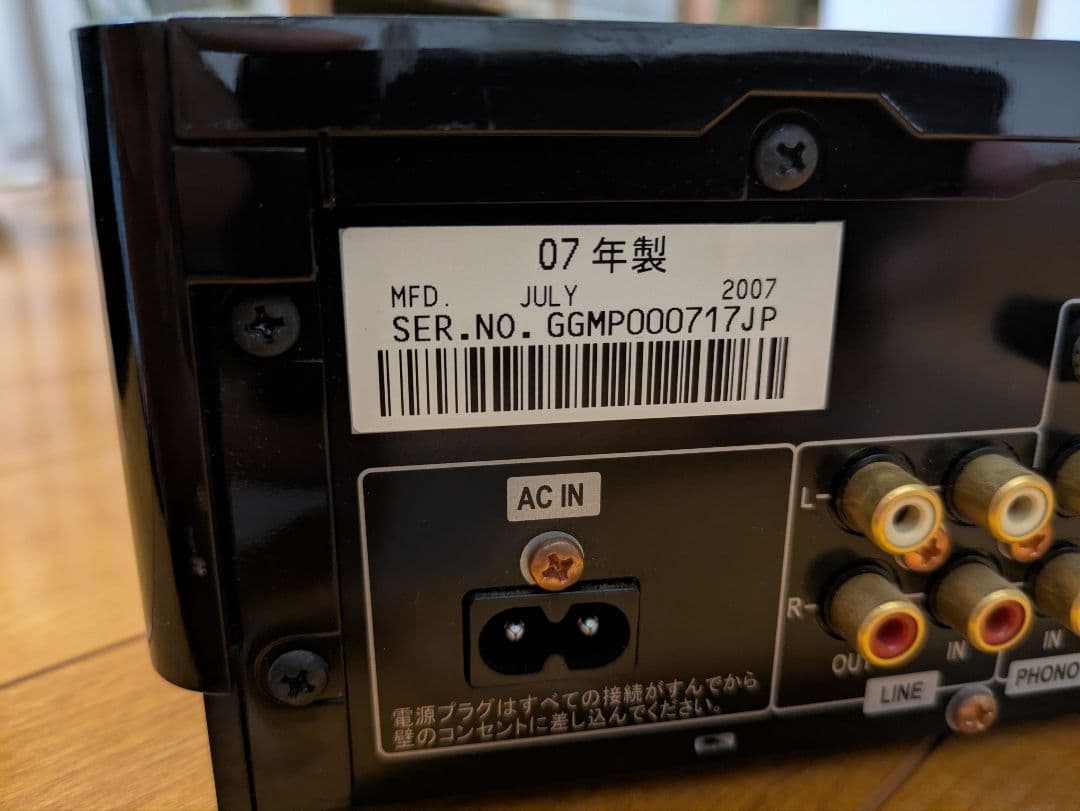 07年製
MFD. JULY 2007
SER.NO. GGMP000717JP
AC IN
電源プラグはすべての接続がすんでから
壁のコンセントに差し込んでください。
L
R
OUT IN IN
LINE PHONO